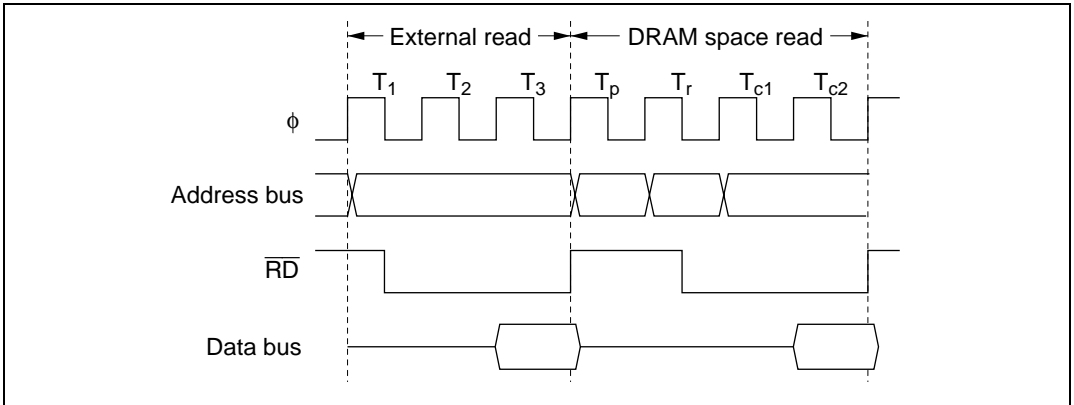 External read DRAM space read
T1 T2 T3 Tp Tr Tc1 Tc2
ϕ
Address bus
RD
Data bus